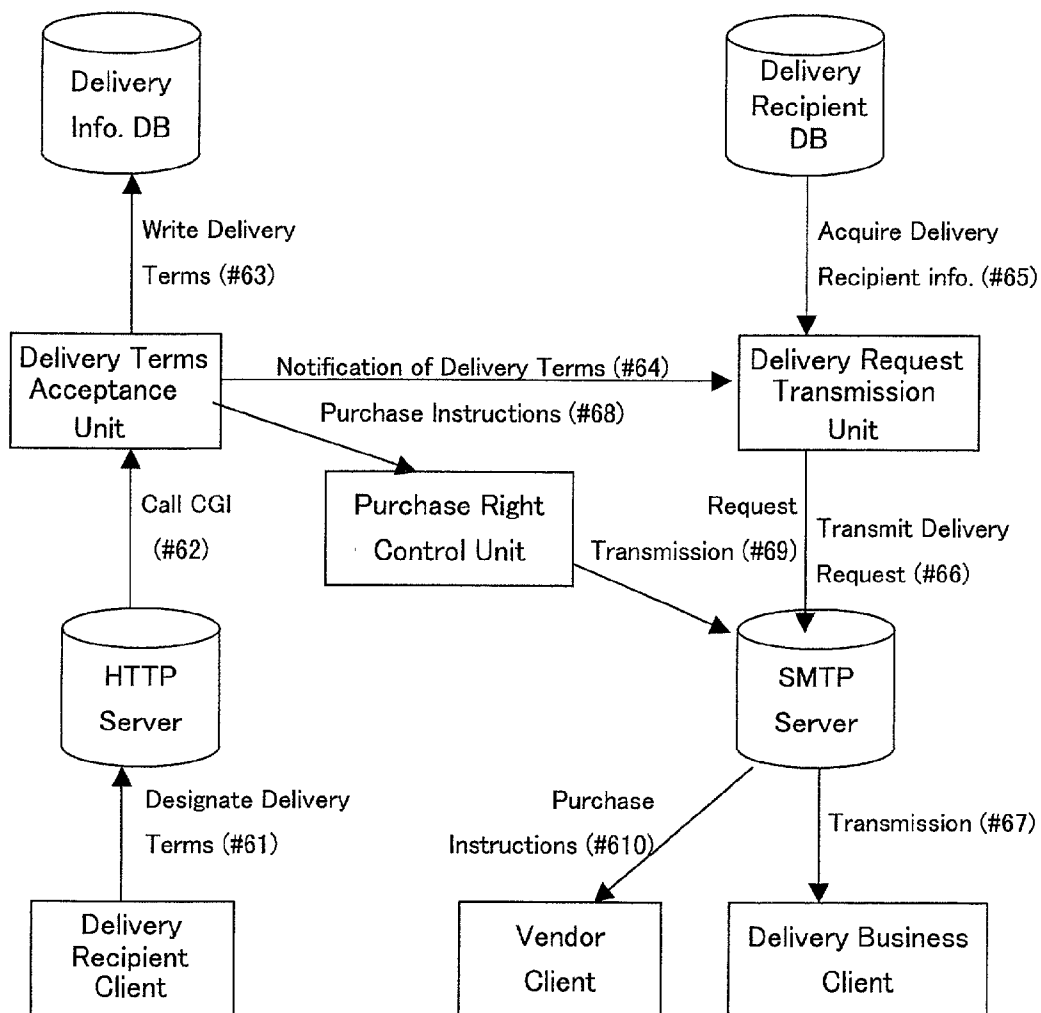 Delivery
Info. DB
Delivery
Recipient
DB
Write Delivery
Terms (#63)
Acquire Delivery
Recipient info. (#65)
Delivery Terms
Acceptance
Unit
Notification of Delivery Terms (#64)
Delivery Request
Transmission
Unit
Purchase Instructions (#68)
Call CGI
(#62)
Purchase Right
Control Unit
Request
Transmission (#69)
Transmit Delivery
Request (#66)
HTTP
Server
SMTP
Server
Designate Delivery
Terms (#61)
Purchase
Instructions (#610)
Transmission (#67)
Delivery
Recipient
Client
Vendor
Client
Delivery Business
Client